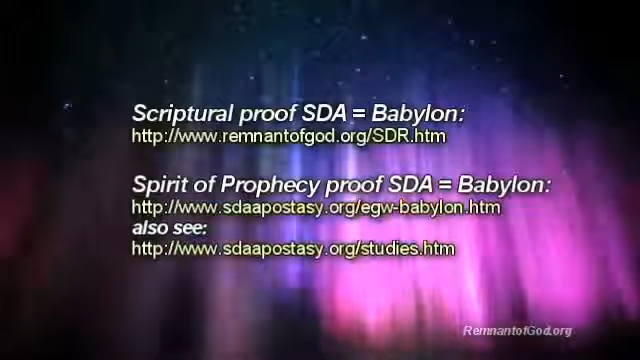 Scriptural proof SDA = Babylon:
http://www.remnantofgod.org/SDR.htm
Spirit of Prophecy proof SDA = Babylon:
http://www.sdaapostasy.org/egw-babylon.htm
also see:
http://www.sdaapostasy.org/studies.htm
RemnantofGod.org